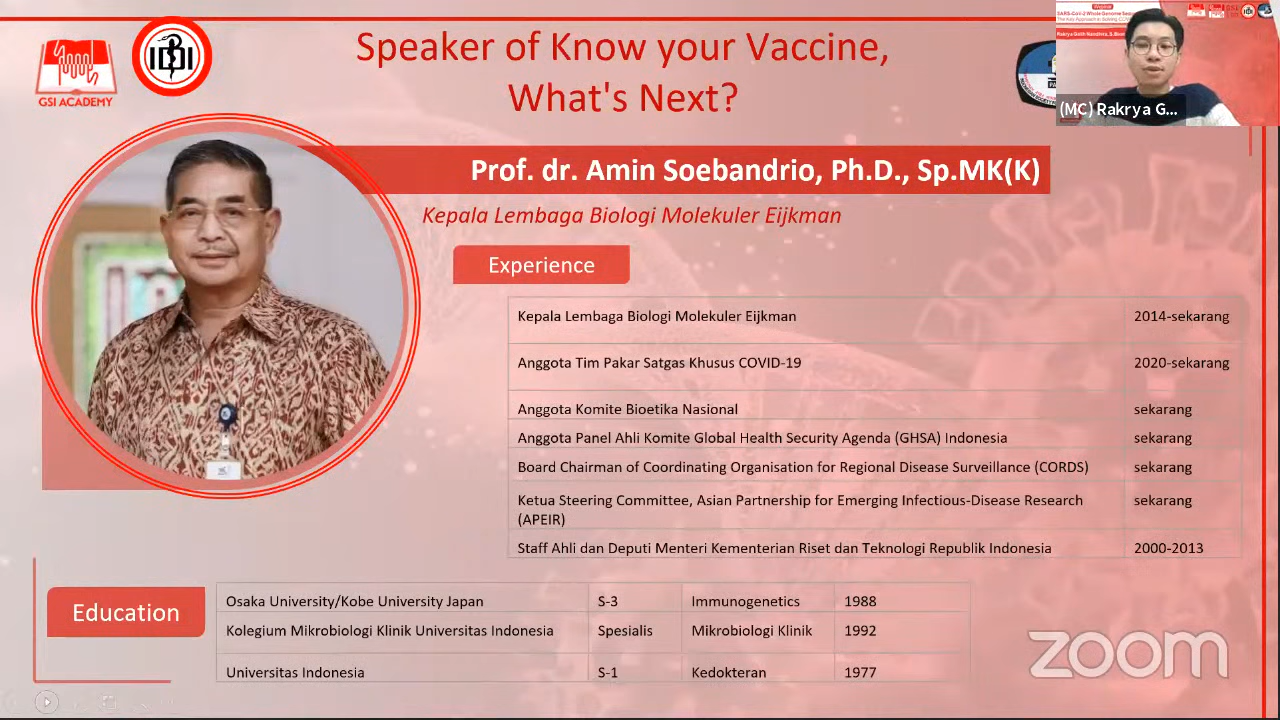 GSI ACADEMY
IDI
Speaker of Know your Vaccine,
What's Next?
(MC) Rakrya G...
Prof. dr. Amin Soebandrio, Ph.D., Sp.MK(K)
Kepala Lembaga Biologi Molekuler Eijkman
Experience
Kepala Lembaga Biologi Molekuler Eijkman 2014-sekarang
Anggota Tim Pakar Satgas Khusus COVID-19 2020-sekarang
Anggota Komite Bioetika Nasional sekarang
Anggota Panel Ahli Komite Global Health Security Agenda (GHSA) Indonesia sekarang
Board Chairman of Coordinating Organisation for Regional Disease Surveillance (CORDS) sekarang
Ketua Steering Committee, Asian Partnership for Emerging Infectious-Disease Research sekarang
(APEIR)
Staff Ahli dan Deputi Menteri Kementerian Riset dan Teknologi Republik Indonesia 2000-2013
Education
Osaka University/Kobe University Japan S-3 Immunogenetics 1988
Kolegium Mikrobiologi Klinik Universitas Indonesia Spesialis Mikrobiologi Klinik 1992
Universitas Indonesia S-1 Kedokteran 1977
zoom